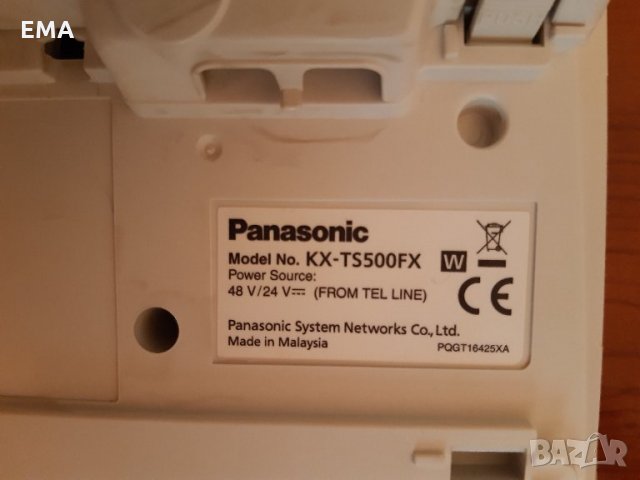 EMA
PUSH
Panasonic
Model No. KX-TS500FX W
Power Source:
48 V/24 V⎓ (FROM TEL LINE)
CE
Panasonic System Networks Co., Ltd.
Made in Malaysia
PQGT16425XA
BAZAR